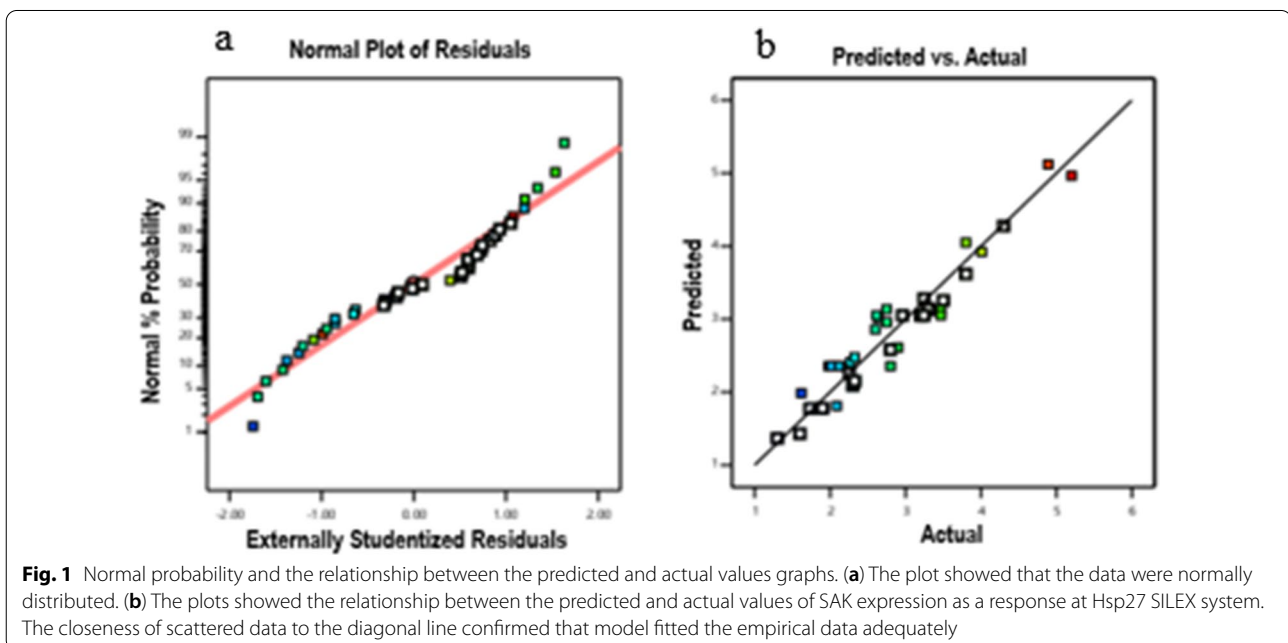 a
Normal Plot of Residuals
Normal % Probability
99
95
90
80
70
50
30
20
10
5
1
-2.00
-1.00
0.00
1.00
2.00
Externally Studentized Residuals
b
Predicted vs. Actual
Predicted
6
5
4
3
2
1
1
2
3
4
5
6
Actual
Fig. 1 Normal probability and the relationship between the predicted and actual values graphs. (a) The plot showed that the data were normally
distributed. (b) The plots showed the relationship between the predicted and actual values of SAK expression as a response at Hsp27 SILEX system.
The closeness of scattered data to the diagonal line confirmed that model fitted the empirical data adequately